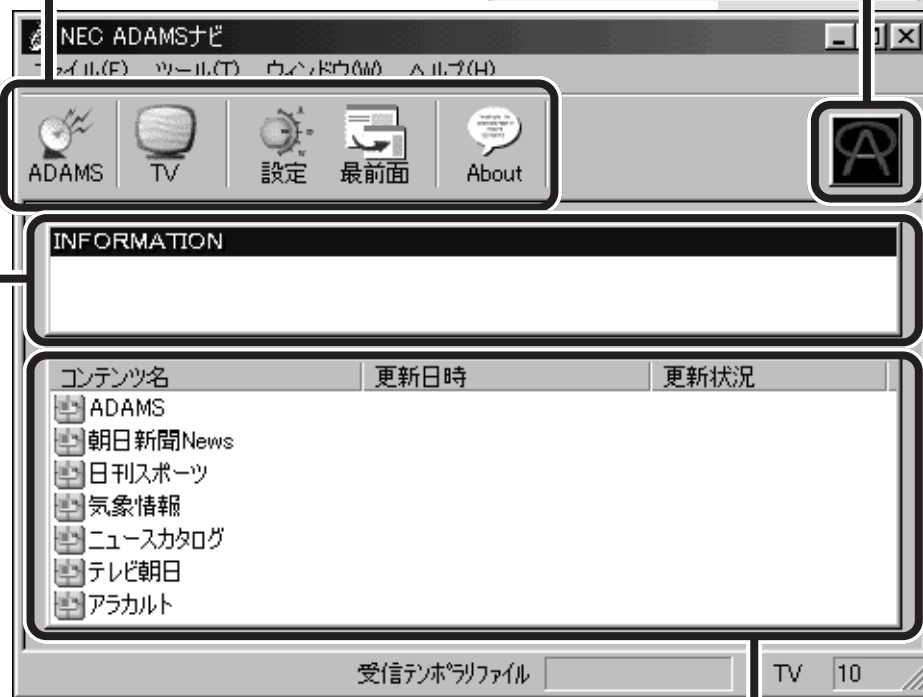 NEC ADAMSナビ
ファイル(F) ツール(T) ウィンドウ(W) ヘルプ(H)
ADAMS TV 設定 最前面 About
INFORMATION
コンテンツ名 更新日時 更新状況
ADAMS
朝日新聞News
日刊スポーツ
気象情報
ニュースカタログ
テレビ朝日
アラカルト
受信テンポラリファイル TV 10